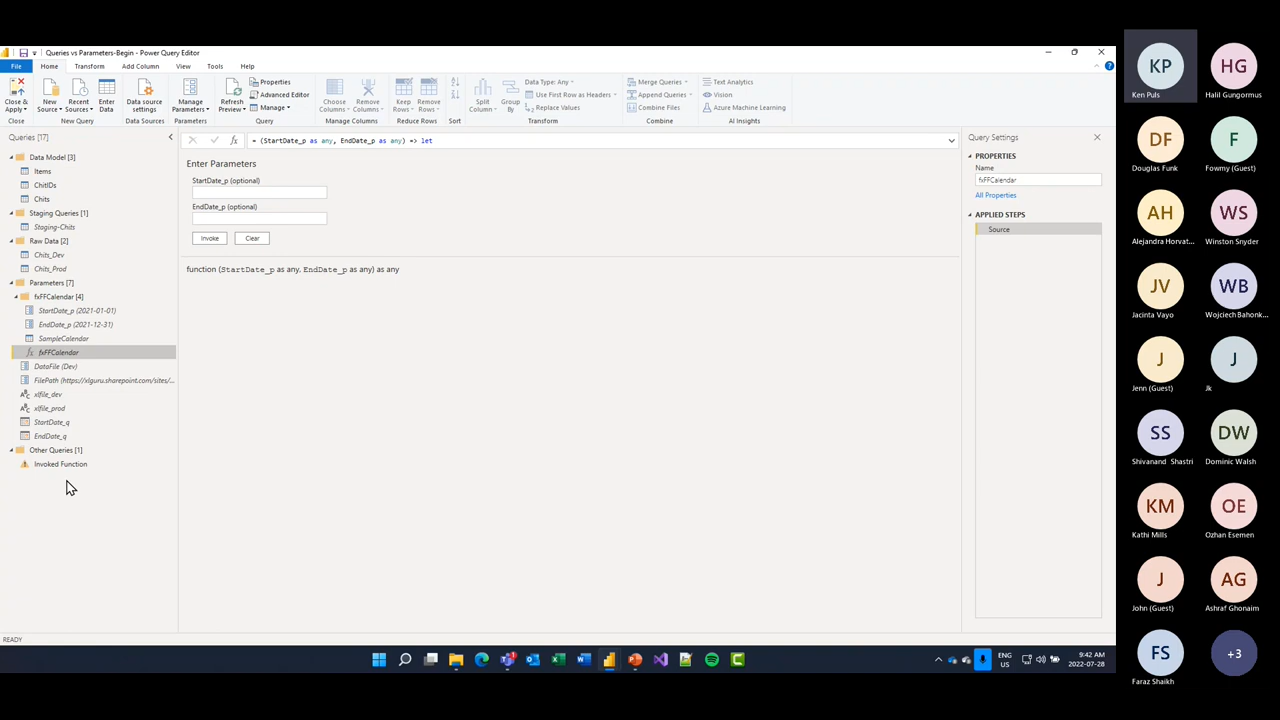 Queries vs Parameters-Begin - Power Query Editor
File Home Transform Add Column View Tools Help
Close & Apply
New Source
Recent Sources
Enter Data
Data source settings
Manage Parameters
Refresh Preview
Properties
Advanced Editor
Manage
Choose Columns
Remove Columns
Keep Rows
Remove Rows
Split Column
Group By
Data Type: Any
Use First Row as Headers
Replace Values
Merge Queries
Append Queries
Combine Files
Text Analytics
Vision
Azure Machine Learning
Close New Query Data Sources Parameters Query Manage Columns Reduce Rows Sort Transform Combine AI Insights
Queries [17]
Data Model [3]
Items
ChitIDs
Chits
Staging Queries [1]
Staging-Chits
Raw Data [2]
Chits_Dev
Chits_Prod
Parameters [7]
fxFFCalendar [4]
StartDate_p (2021-01-01)
EndDate_p (2021-12-31)
SampleCalendar
fxFFCalendar
DataFile (Dev)
FilePath (https://xlguru.sharepoint.com/sites/...
xlfile_dev
xlfile_prod
StartDate_q
EndDate_q
Other Queries [1]
Invoked Function
= (StartDate_p as any, EndDate_p as any) => let
Enter Parameters
StartDate_p (optional)
EndDate_p (optional)
Invoke Clear
function (StartDate_p as any, EndDate_p as any) as any
Query Settings
PROPERTIES
Name
fxFFCalendar
All Properties
APPLIED STEPS
Source
READY
ENG
US
9:42 AM
2022-07-28
KP
Ken Puls
HG
Halil Gungormus
DF
Douglas Funk
F
Fowmy (Guest)
AH
Alejandra Horvat...
WS
Winston Snyder
JV
Jacinta Vayo
WB
Wojciech Bahonk...
J
Jenn (Guest)
J
Jk
SS
Shivanand Shastri
DW
Dominic Walsh
KM
Kathi Mills
OE
Ozhan Esemen
J
John (Guest)
AG
Ashraf Ghonaim
FS
Faraz Shaikh
+3